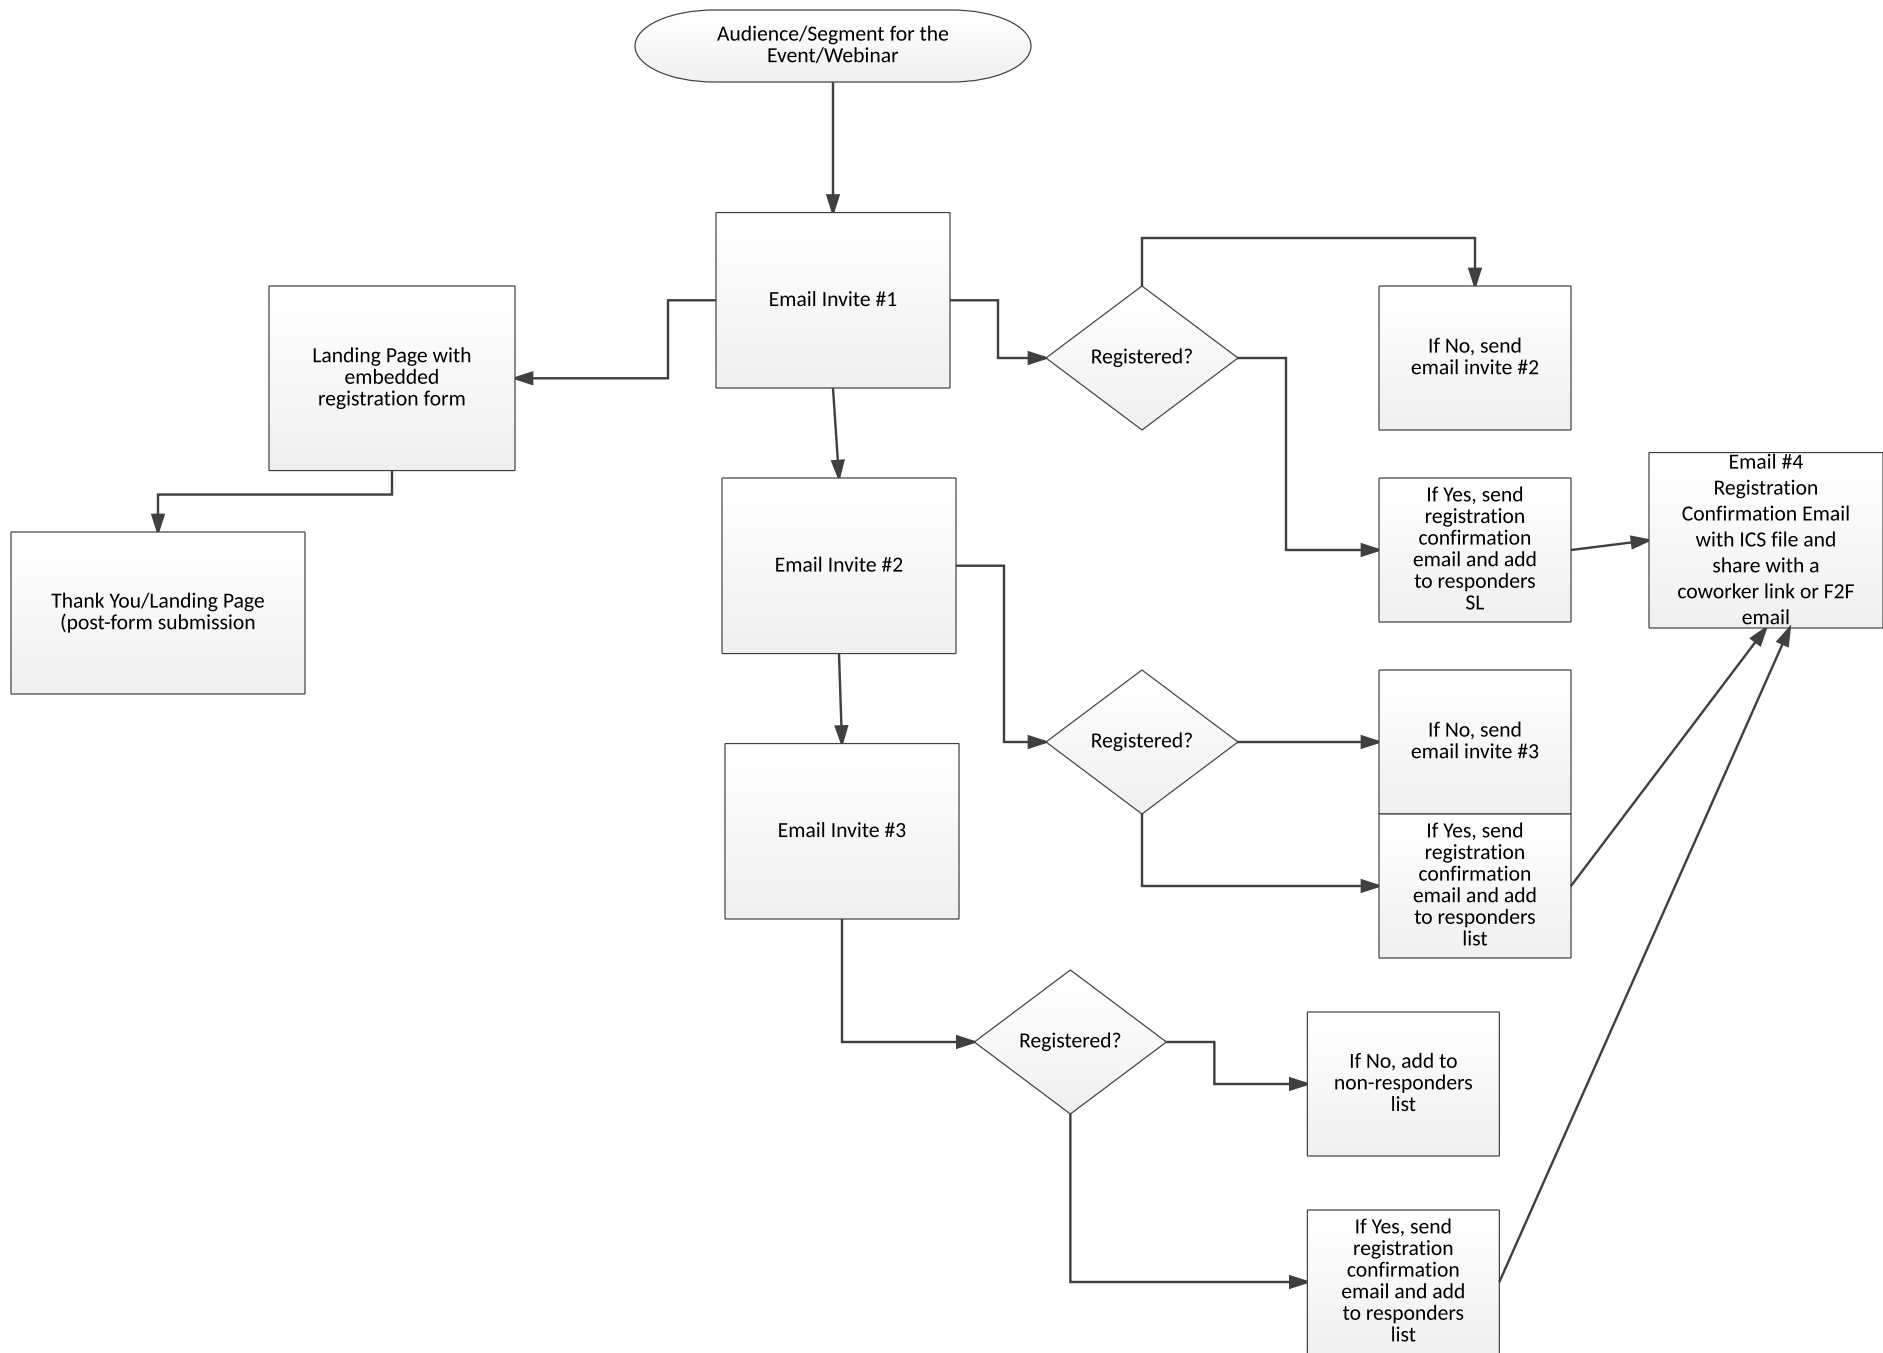 Audience/Segment for the
Event/Webinar
Email Invite #1
Landing Page with
embedded
registration form
Registered?
If No, send
email invite #2
Thank You/Landing Page
(post-form submission
Email Invite #2
If Yes, send
registration
confirmation
email and add
to responders
SL
Email #4
Registration
Confirmation Email
with ICS file and
share with a
coworker link or F2F
email
Registered?
If No, send
email invite #3
Email Invite #3
If Yes, send
registration
confirmation
email and add
to responders
list
Registered?
If No, add to
non-responders
list
If Yes, send
registration
confirmation
email and add
to responders
list